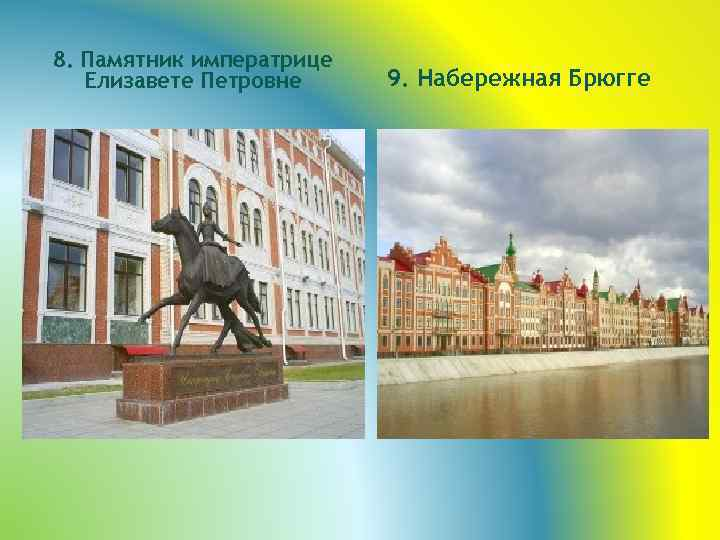 8. Памятник императрице
Елизавете Петровне
9. Набережная Брюгге